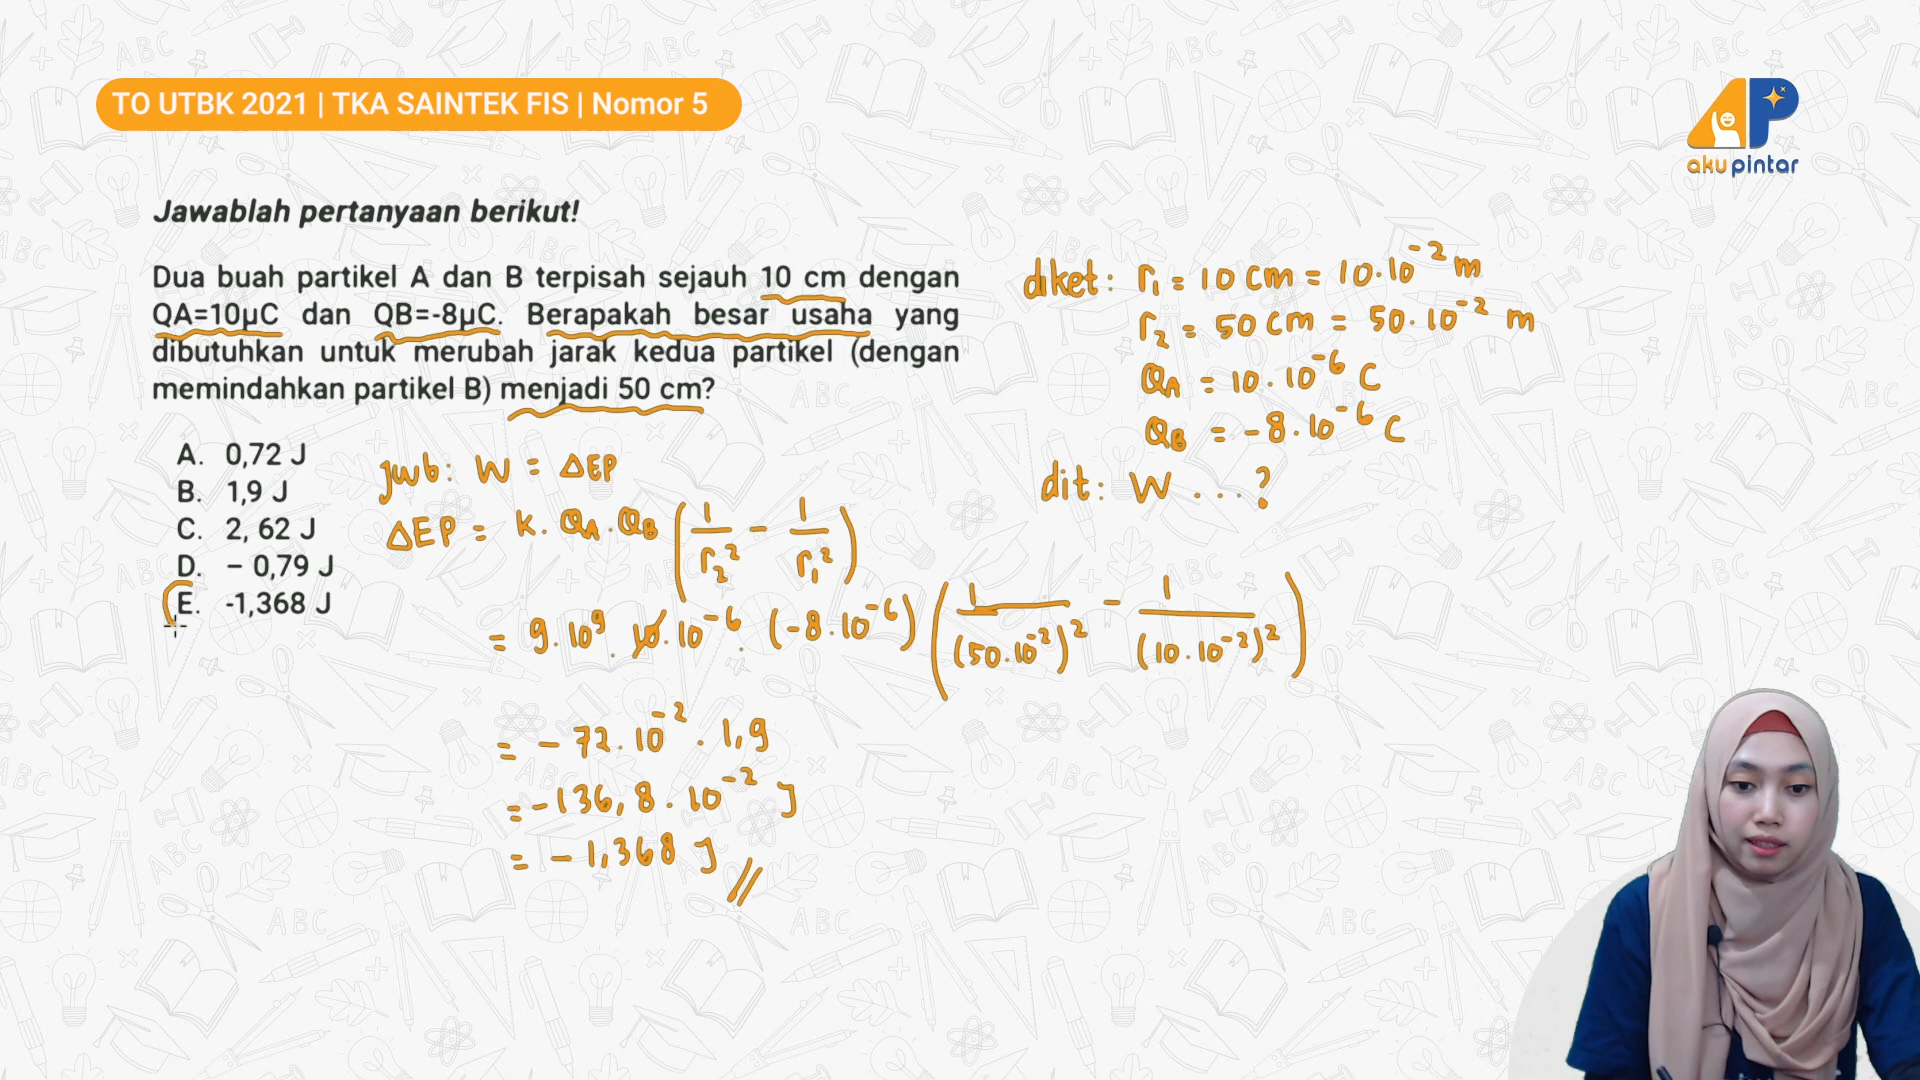 TO UTBK 2021 | TKA SAINTEK FIS | Nomor 5
aku pintar
Jawablah pertanyaan berikut!
Dua buah partikel A dan B terpisah sejauh 10 cm dengan
QA=10µC dan QB=-8µC. Berapakah besar usaha yang
dibutuhkan untuk merubah jarak kedua partikel (dengan
memindahkan partikel B) menjadi 50 cm?
A. 0,72 J
B. 1,9 J
C. 2, 62 J
D. – 0,79 J
E. -1,368 J
diket: r₁ = 10 cm = 10.10⁻² m
r₂ = 50 cm = 50.10⁻² m
QA = 10.10⁻⁶ C
QB = -8.10⁻⁶ C
dit: W ...?
jwb: W = ΔEP
ΔEP = k. QA. QB (1/r₂² - 1/r₁²)
= 9.10⁹. 10.10⁻⁶. (-8.10⁻⁶) (1/(50.10⁻²)² - 1/(10.10⁻²)²)
= - 72.10⁻² . 1,9
= -136,8.10⁻² J
= - 1,368 J //